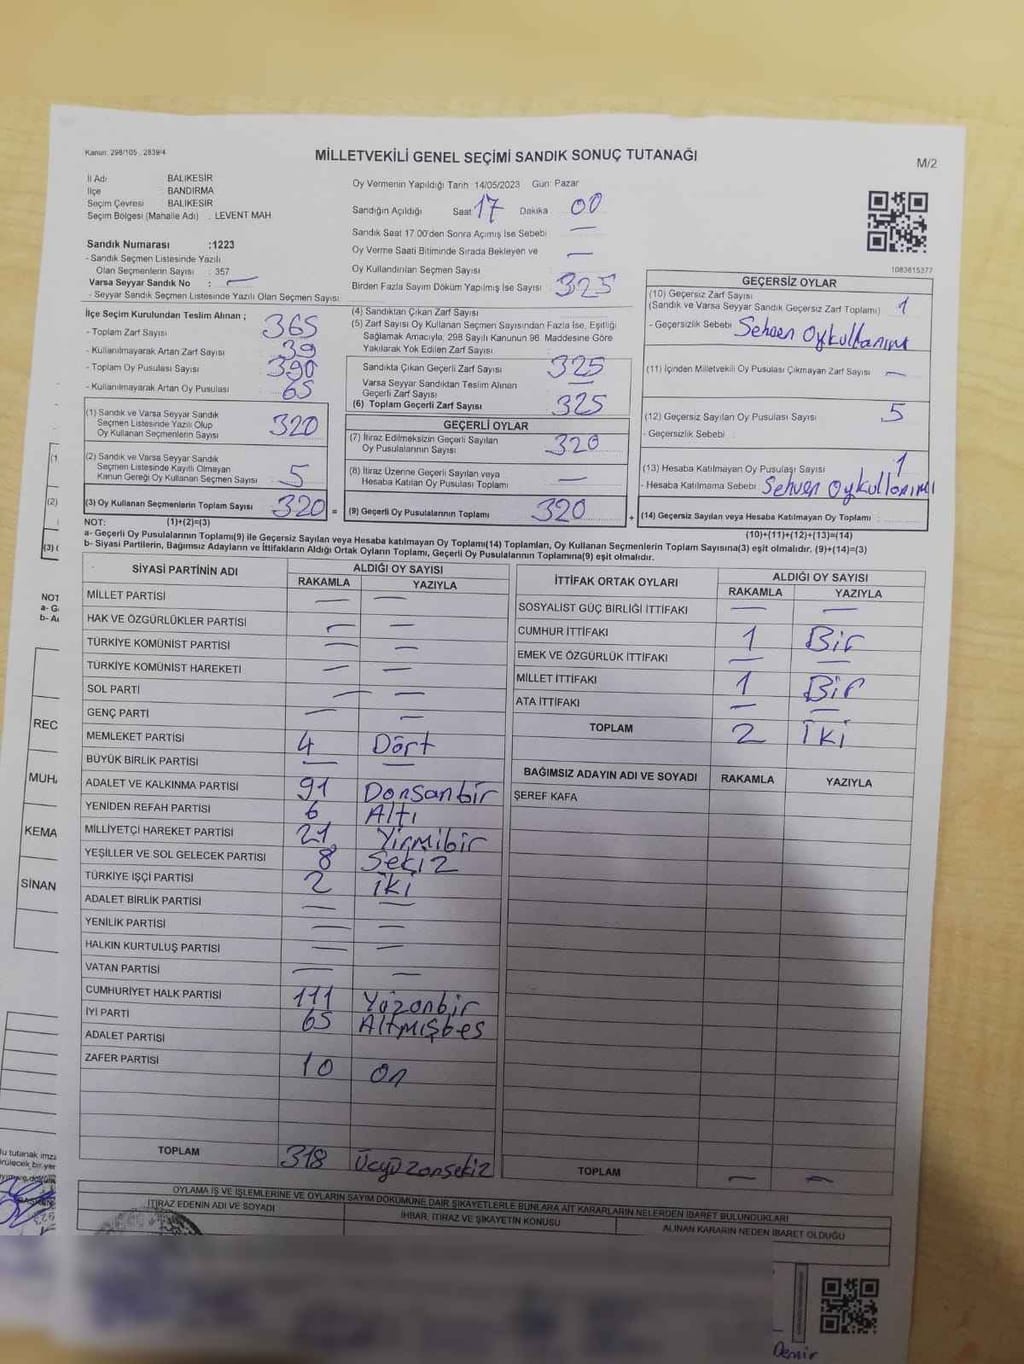 Kanun: 298/105 , 2839/4
MİLLETVEKİLİ GENEL SEÇİMİ SANDIK SONUÇ TUTANAĞI
M/2
İl Adı BALIKESİR
İlçe BANDIRMA
Seçim Çevresi BALIKESİR
Seçim Bölgesi (Mahalle Adı) : LEVENT MAH
Sandık Numarası :1223
- Sandık Seçmen Listesinde Yazılı
Olan Seçmenlerin Sayısı : 357
Varsa Seyyar Sandık No : —
- Seyyar Sandık Seçmen Listesinde Yazılı Olan Seçmen Sayısı :
Oy Vermenin Yapıldığı Tarih :14/05/2023 Gün: Pazar
Sandığın Açıldığı Saat 17 Dakika 00
Sandık Saat 17.00'den Sonra Açılmış İse Sebebi —
Oy Verme Saati Bitiminde Sırada Bekleyen ve
Oy Kullandırılan Seçmen Sayısı —
Birden Fazla Sayım Döküm Yapılmış İse Sayısı
325
1083615377
İlçe Seçim Kurulundan Teslim Alınan ;
- Toplam Zarf Sayısı : 365
- Kullanılmayarak Artan Zarf Sayısı : 39
- Toplam Oy Pusulası Sayısı : 390
- Kullanılmayarak Artan Oy Pusulası : 65
(1) Sandık ve Varsa Seyyar Sandık
Seçmen Listesinde Yazılı Olup
Oy Kullanan Seçmenlerin Sayısı 320
(2) Sandık ve Varsa Seyyar Sandık
Seçmen Listesinde Kayıtlı Olmayan
Kanun Gereği Oy Kullanan Seçmen Sayısı : 5
(3) Oy Kullanan Seçmenlerin Toplam Sayısı 320 =
(4) Sandıktan Çıkan Zarf Sayısı
(5) Zarf Sayısı Oy Kullanan Seçmen Sayısından Fazla İse, Eşitliği
Sağlamak Amacıyla, 298 Sayılı Kanunun 98. Maddesine Göre
Yakılarak Yok Edilen Zarf Sayısı
Sandıkta Çıkan Geçerli Zarf Sayısı 325
Varsa Seyyar Sandıktan Teslim Alınan
Geçerli Zarf Sayısı —
(6) Toplam Geçerli Zarf Sayısı 325
GEÇERLİ OYLAR
(7) İtiraz Edilmeksizin Geçerli Sayılan
Oy Pusulalarının Sayısı 320
(8) İtiraz Üzerine Geçerli Sayılan veya
Hesaba Katılan Oy Pusulası Toplamı —
(9) Geçerli Oy Pusulalarının Toplamı 320 +
GEÇERSİZ OYLAR
(10) Geçersiz Zarf Sayısı
(Sandık ve Varsa Seyyar Sandık Geçersiz Zarf Toplamı) : 1
- Geçersizlik Sebebi : Sehven Oykullanımı
(11) İçinden Milletvekili Oy Pusulası Çıkmayan Zarf Sayısı : —
(12) Geçersiz Sayılan Oy Pusulası Sayısı : 5
- Geçersizlik Sebebi :
(13) Hesaba Katılmayan Oy Pusulası Sayısı : 1
- Hesaba Katılmama Sebebi : Sehven Oykullanımı
(14) Geçersiz Sayılan veya Hesaba Katılmayan Oy Toplamı :
NOT: (1)+(2)=(3)
(10)+(11)+(12)+(13)=(14)
a- Geçerli Oy Pusulaları Toplamı(9) ile Geçersiz Sayılan veya Hesaba katılmayan Oy Toplamı(14) Toplamları, Oy Kullanan Seçmenlerin Toplam Sayısına(3) eşit olmalıdır. (9)+(14)=(3)
b- Siyasi Partilerin, Bağımsız Adayların ve İttifakların Aldığı Ortak Oyların Toplamı, Geçerli Oy Pusulalarının Toplamına(9) eşit olmalıdır.
SİYASİ PARTİNİN ADI ALDIĞI OY SAYISI
RAKAMLA YAZIYLA
MİLLET PARTİSİ — —
HAK VE ÖZGÜRLÜKLER PARTİSİ — —
TÜRKİYE KOMÜNİST PARTİSİ — —
TÜRKİYE KOMÜNİST HAREKETİ — —
SOL PARTİ — —
GENÇ PARTİ — —
MEMLEKET PARTİSİ 4 Dört
BÜYÜK BİRLİK PARTİSİ — —
ADALET VE KALKINMA PARTİSİ 91 Donsanbir
YENİDEN REFAH PARTİSİ 6 Altı
MİLLİYETÇİ HAREKET PARTİSİ 21 Yirmibir
YEŞİLLER VE SOL GELECEK PARTİSİ 8 Sekiz
TÜRKİYE İŞÇİ PARTİSİ 2 iki
ADALET BİRLİK PARTİSİ — —
YENİLİK PARTİSİ — —
HALKIN KURTULUŞ PARTİSİ — —
VATAN PARTİSİ — —
CUMHURİYET HALK PARTİSİ 111 Yüzonbir
İYİ PARTİ 65 Altmışbeş
ADALET PARTİSİ
ZAFER PARTİSİ 10 On
TOPLAM 318 Üçyüzonsekiz
İTTİFAK ORTAK OYLARI ALDIĞI OY SAYISI
RAKAMLA YAZIYLA
SOSYALİST GÜÇ BİRLİĞİ İTTİFAKI — —
CUMHUR İTTİFAKI 1 Bir
EMEK VE ÖZGÜRLÜK İTTİFAKI — —
MİLLET İTTİFAKI 1 Bir
ATA İTTİFAKI — —
TOPLAM 2 İki
BAĞIMSIZ ADAYIN ADI VE SOYADI RAKAMLA YAZIYLA
ŞEREF KAFA
TOPLAM — —
OYLAMA İŞ VE İŞLEMLERİNE VE OYLARIN SAYIM DÖKÜMÜNE DAİR ŞİKAYETLERLE BUNLARA AİT KARARLARIN NELERDEN İBARET BULUNDUKLARI
İTİRAZ EDENİN ADI VE SOYADI İHBAR, İTİRAZ VE ŞİKAYETİN KONUSU ALINAN KARARIN NEDEN İBARET OLDUĞU
Demir
(1
(2)
(3) (
NOT
a- G
b- A
REC
MUH
KEMA
SİNAN